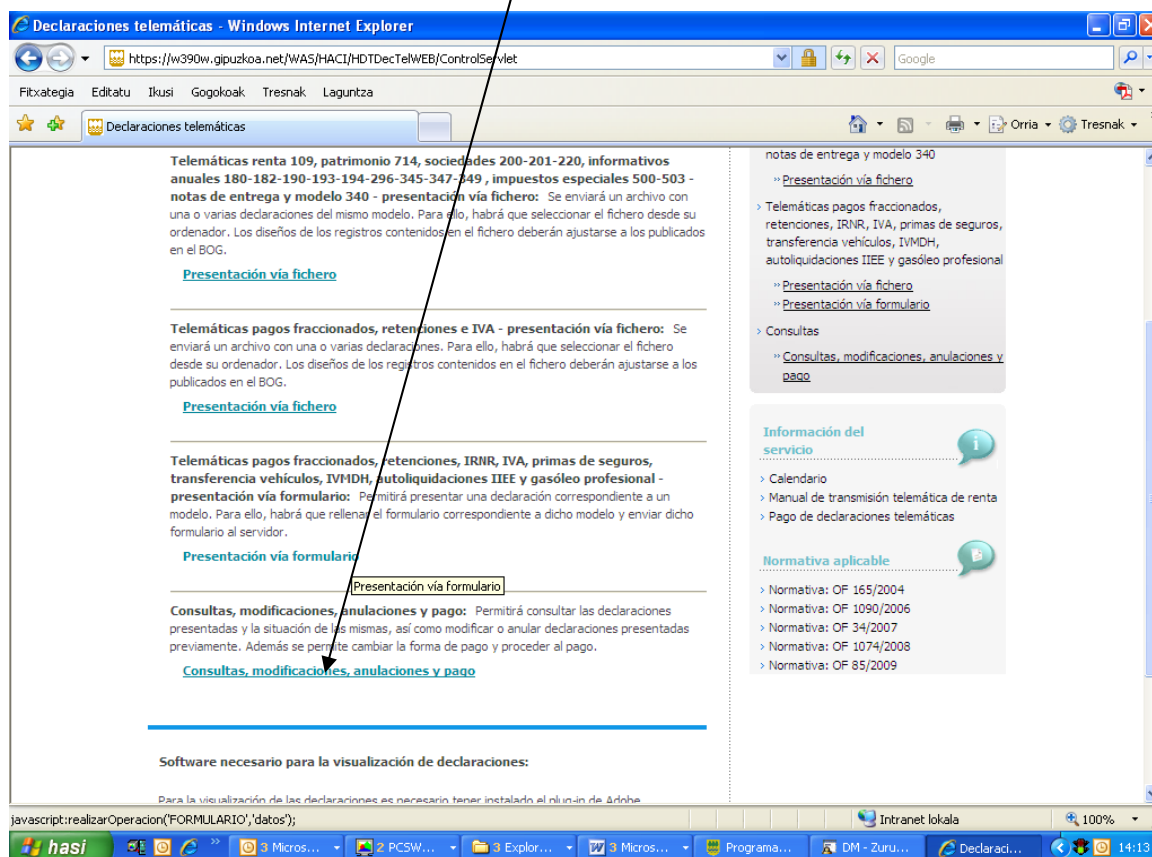 Declaraciones telemáticas - Windows Internet Explorer
https://w390w.gipuzkoa.net/WAS/HACI/HDTDecTelWEB/ControlServlet
Google
Fitxategia Editatu Ikusi Gogokoak Tresnak Laguntza
Declaraciones telemáticas
Orria
Tresnak
Telemáticas renta 109, patrimonio 714, sociedades 200-201-220, informativos
anuales 180-182-190-193-194-296-345-347-349 , impuestos especiales 500-503 -
notas de entrega y modelo 340 - presentación vía fichero: Se enviará un archivo con
una o varias declaraciones del mismo modelo. Para ello, habrá que seleccionar el fichero desde su
ordenador. Los diseños de los registros contenidos en el fichero deberán ajustarse a los publicados
en el BOG.
Presentación vía fichero
Telemáticas pagos fraccionados, retenciones e IVA - presentación vía fichero: Se
enviará un archivo con una o varias declaraciones. Para ello, habrá que seleccionar el fichero
desde su ordenador. Los diseños de los registros contenidos en el fichero deberán ajustarse a los
publicados en el BOG.
Presentación vía fichero
Telemáticas pagos fraccionados, retenciones, IRNR, IVA, primas de seguros,
transferencia vehículos, IVMDH, autoliquidaciones IIEE y gasóleo profesional -
presentación vía formulario: Permitirá presentar una declaración correspondiente a un
modelo. Para ello, habrá que rellenar el formulario correspondiente a dicho modelo y enviar dicho
formulario al servidor.
Presentación vía formulario
Presentación vía formulario
Consultas, modificaciones, anulaciones y pago: Permitirá consultar las declaraciones
presentadas y la situación de las mismas, así como modificar o anular declaraciones presentadas
previamente. Además se permite cambiar la forma de pago y proceder al pago.
Consultas, modificaciones, anulaciones y pago
Software necesario para la visualización de declaraciones:
Para la visualización de las declaraciones es necesario tener instalado el plug-in de Adobe
notas de entrega y modelo 340
» Presentación vía fichero
› Telemáticas pagos fraccionados,
retenciones, IRNR, IVA, primas de seguros,
transferencia vehículos, IVMDH,
autoliquidaciones IIEE y gasóleo profesional
» Presentación vía fichero
» Presentación vía formulario
› Consultas
» Consultas, modificaciones, anulaciones y
pago
Información del
servicio
› Calendario
› Manual de transmisión telemática de renta
› Pago de declaraciones telemáticas
Normativa aplicable
› Normativa: OF 165/2004
› Normativa: OF 1090/2006
› Normativa: OF 34/2007
› Normativa: OF 1074/2008
› Normativa: OF 85/2009
javascript:realizarOperacion('FORMULARIO','datos');
Intranet lokala
100%
hasi
3 Micros...
2 PCSW...
3 Explor...
3 Micros...
Programa...
DM - Zuru...
Declaraci...
14:13